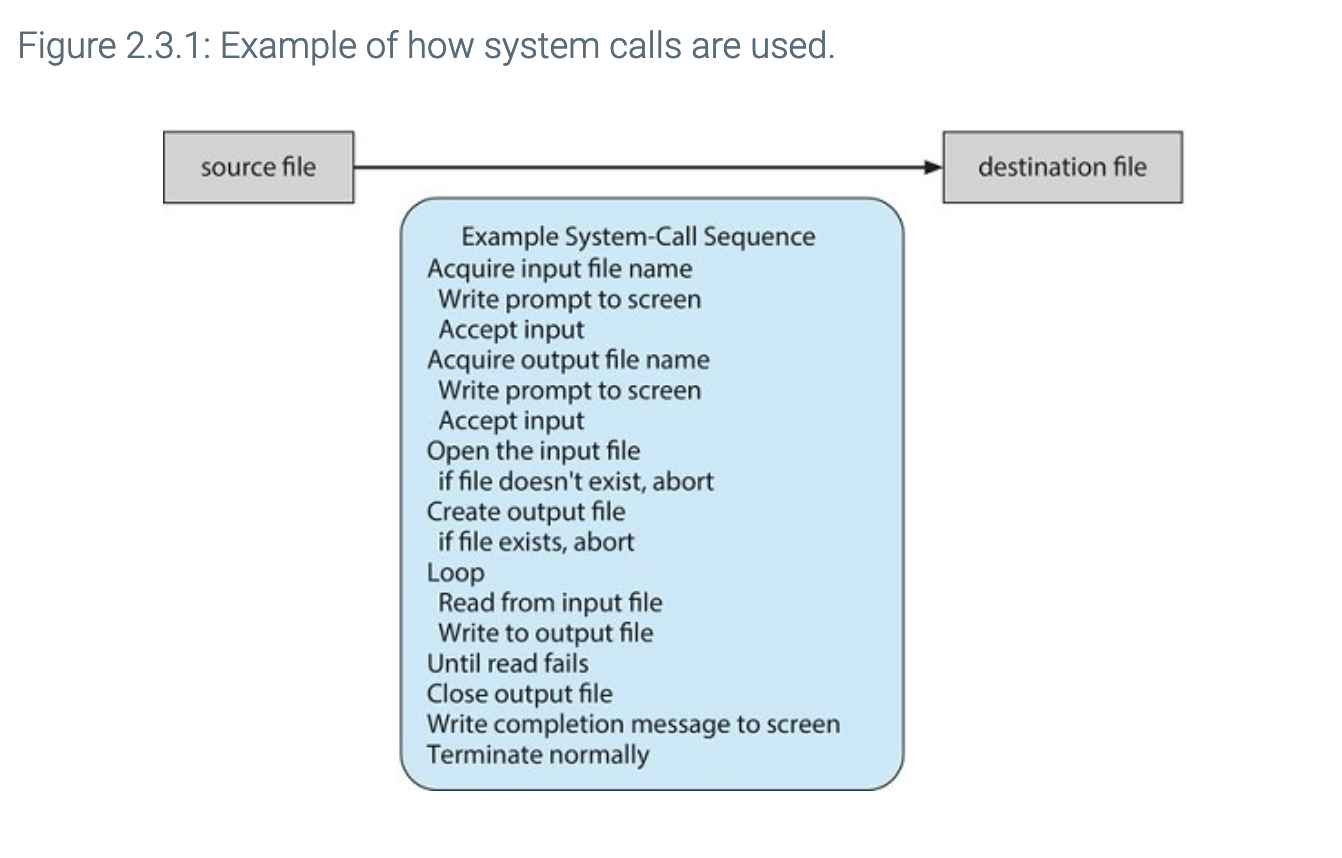 Figure 2.3.1: Example of how system calls are used.
source file
destination file
Example System-Call Sequence
Acquire input file name
Write prompt to screen
Accept input
Acquire output file name
Write prompt to screen
Accept input
Open the input file
if file doesn't exist, abort
Create output file
if file exists, abort
Loop
Read from input file
Write to output file
Until read fails
Close output file
Write completion message to screen
Terminate normally